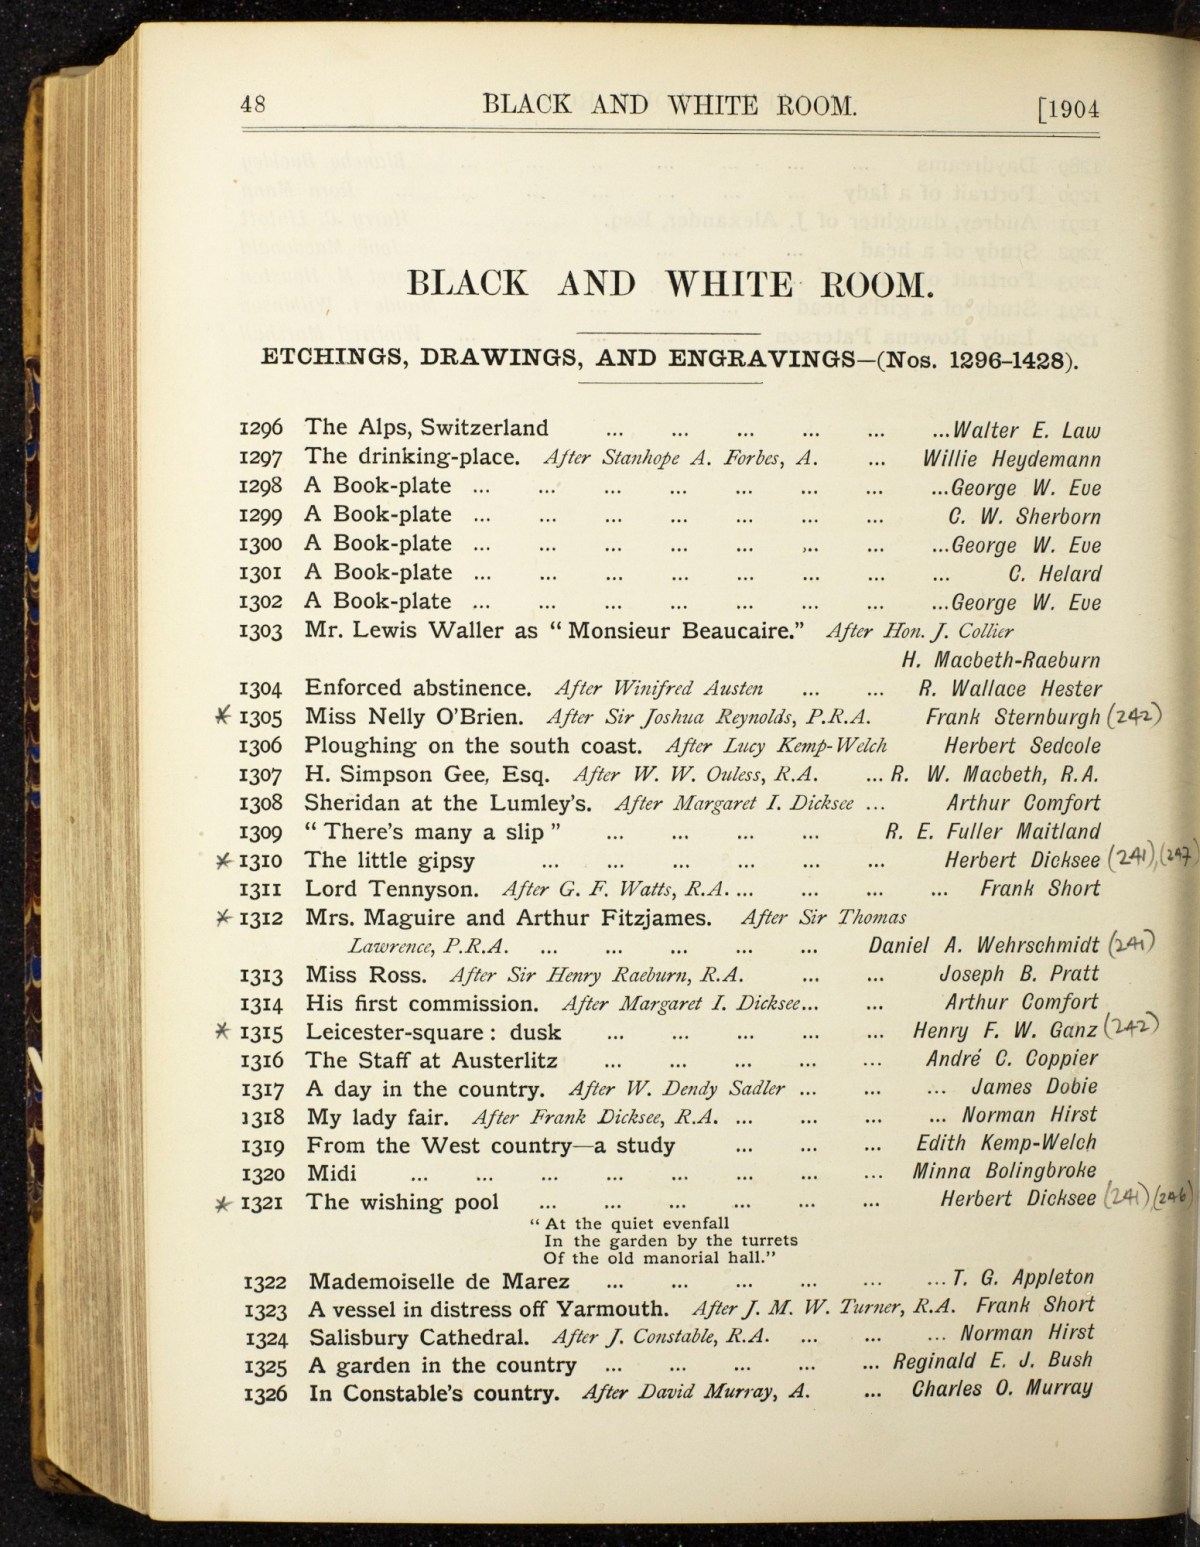 48 BLACK AND WHITE ROOM. [1904
BLACK AND WHITE ROOM.
ETCHINGS, DRAWINGS, AND ENGRAVINGS—(Nos. 1296–1428).
1296 The Alps, Switzerland ... ... ... ... ... ...Walter E. Law
1297 The drinking-place. After Stanhope A. Forbes, A. ... Willie Heydemann
1298 A Book-plate ... ... ... ... ... ... ... ...George W. Eve
1299 A Book-plate ... ... ... ... ... ... ... C. W. Sherborn
1300 A Book-plate ... ... ... ... ... ... ... ...George W. Eve
1301 A Book-plate ... ... ... ... ... ... ... ... C. Helard
1302 A Book-plate ... ... ... ... ... ... ... ...George W. Eve
1303 Mr. Lewis Waller as “ Monsieur Beaucaire.” After Hon. J. Collier
H. Macbeth-Raeburn
1304 Enforced abstinence. After Winifred Austen ... ... R. Wallace Hester
* 1305 Miss Nelly O’Brien. After Sir Joshua Reynolds, P.R.A. Frank Sternburgh (242)
1306 Ploughing on the south coast. After Lucy Kemp-Welch Herbert Sedcole
1307 H. Simpson Gee, Esq. After W. W. Ouless, R.A. ... R. W. Macbeth, R.A.
1308 Sheridan at the Lumley’s. After Margaret I. Dicksee ... Arthur Comfort
1309 “ There’s many a slip ” ... ... ... ... R. E. Fuller Maitland
* 1310 The little gipsy ... ... ... ... ... ... Herbert Dicksee (241),(247)
1311 Lord Tennyson. After G. F. Watts, R.A. ... ... ... ... Frank Short
* 1312 Mrs. Maguire and Arthur Fitzjames. After Sir Thomas
Lawrence, P.R.A. ... ... ... ... ... Daniel A. Wehrschmidt (241)
1313 Miss Ross. After Sir Henry Raeburn, R.A. ... ... Joseph B. Pratt
1314 His first commission. After Margaret I. Dicksee... ... Arthur Comfort
* 1315 Leicester-square : dusk ... ... ... ... ... Henry F. W. Ganz (242)
1316 The Staff at Austerlitz ... ... ... ... ... André C. Coppier
1317 A day in the country. After W. Dendy Sadler ... ... ... James Dobie
1318 My lady fair. After Frank Dicksee, R.A. ... ... ... ... Norman Hirst
1319 From the West country—a study ... ... ... Edith Kemp-Welch
1320 Midi ... ... ... ... ... ... ... ... Minna Bolingbroke
* 1321 The wishing pool ... ... ... ... ... ... Herbert Dicksee (241),(246)
“ At the quiet evenfall
In the garden by the turrets
Of the old manorial hall.”
1322 Mademoiselle de Marez ... ... ... ... ... ... T. G. Appleton
1323 A vessel in distress off Yarmouth. After J. M. W. Turner, R.A. Frank Short
1324 Salisbury Cathedral. After J. Constable, R.A. ... ... ... Norman Hirst
1325 A garden in the country ... ... ... ... ... Reginald E. J. Bush
1326 In Constable’s country. After David Murray, A. ... Charles O. Murray